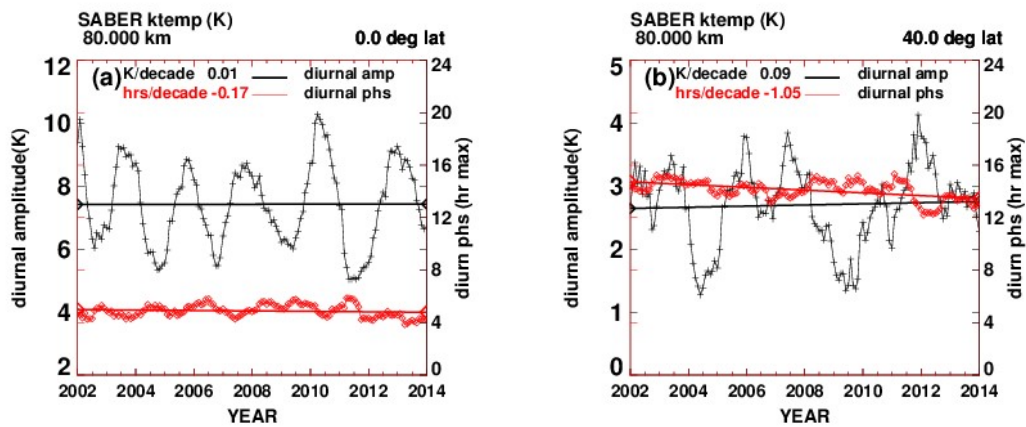 SABER ktemp (K)
80.000 km 0.0 deg lat
(a) K/decade 0.01 diurnal amp
hrs/decade -0.17 diurnal phs
12
10
8
6
4
2
diurnal amplitude(K)
24
20
16
12
8
4
0
diurn phs (hr max)
2002 2004 2006 2008 2010 2012 2014
YEAR
SABER ktemp (K)
80.000 km 40.0 deg lat
(b) K/decade 0.09 diurnal amp
hrs/decade -1.05 diurnal phs
5
4
3
2
1
0
diurnal amplitude(K)
24
20
16
12
8
4
0
diurn phs (hr max)
2002 2004 2006 2008 2010 2012 2014
YEAR